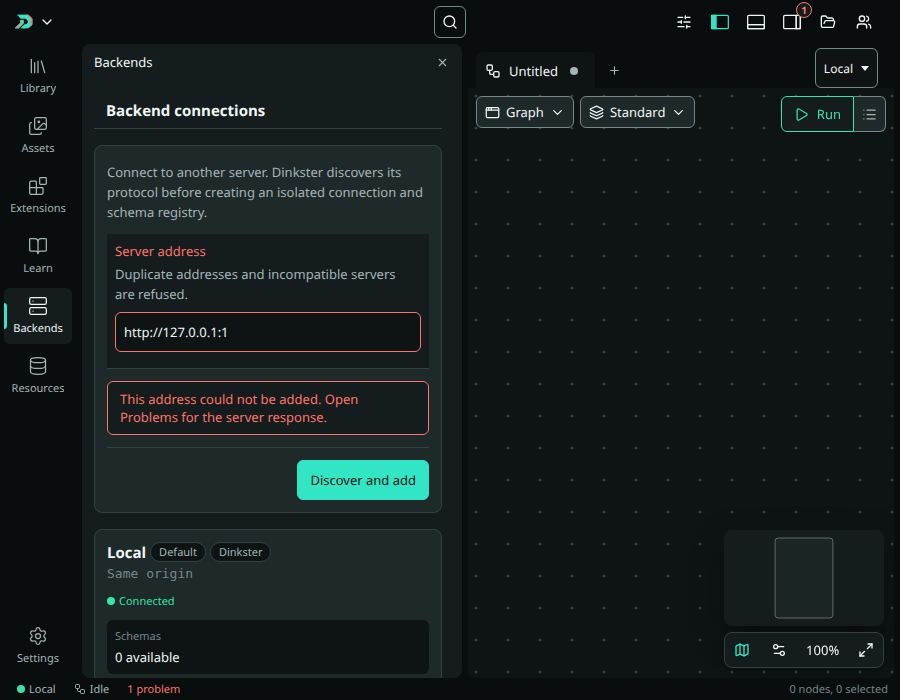 1
Library
Assets
Extensions
Learn
Backends
Resources
Settings
Backends
Backend connections
Connect to another server. Dinkster discovers its
protocol before creating an isolated connection and
schema registry.
Server address
Duplicate addresses and incompatible servers
are refused.
http://127.0.0.1:1
This address could not be added. Open
Problems for the server response.
Discover and add
Local Default Dinkster
Same origin
Connected
Schemas
0 available
Untitled
Local
Graph
Standard
Run
100%
Local
Idle
1 problem
0 nodes, 0 selected